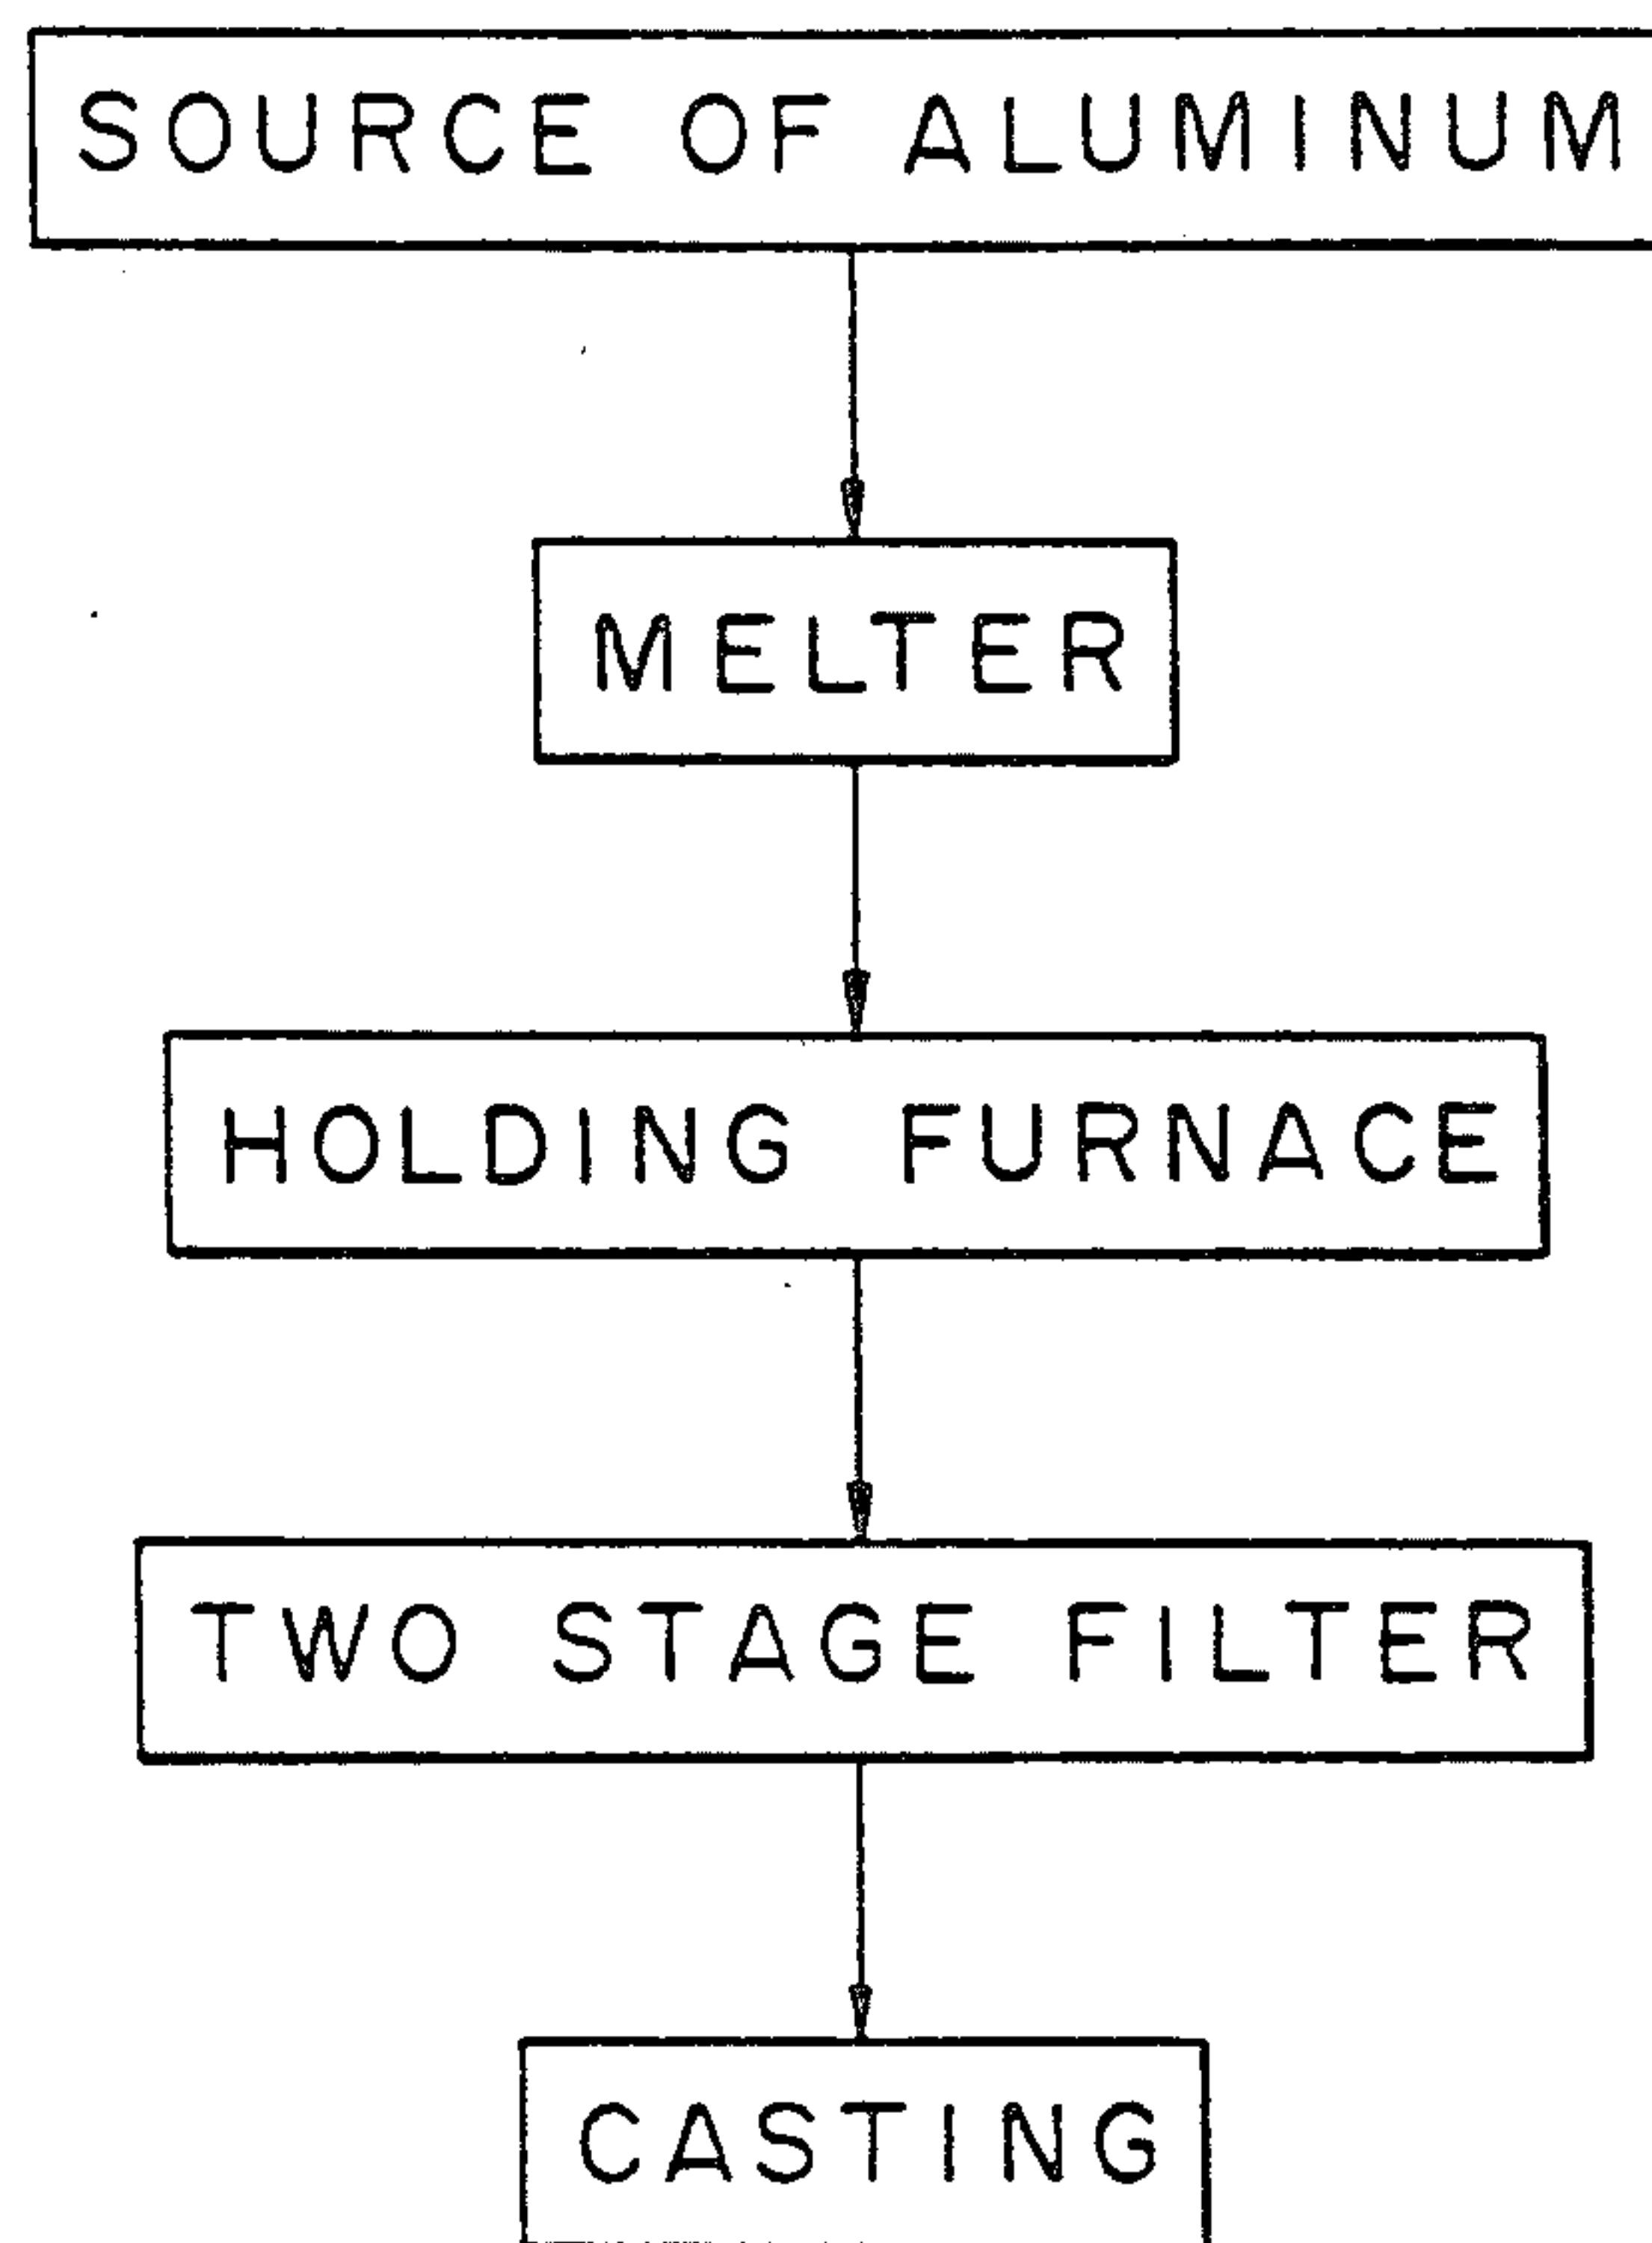 SOURCE OF ALUMINUM
MELTER
HOLDING FURNACE
TWO STAGE FILTER
CASTING